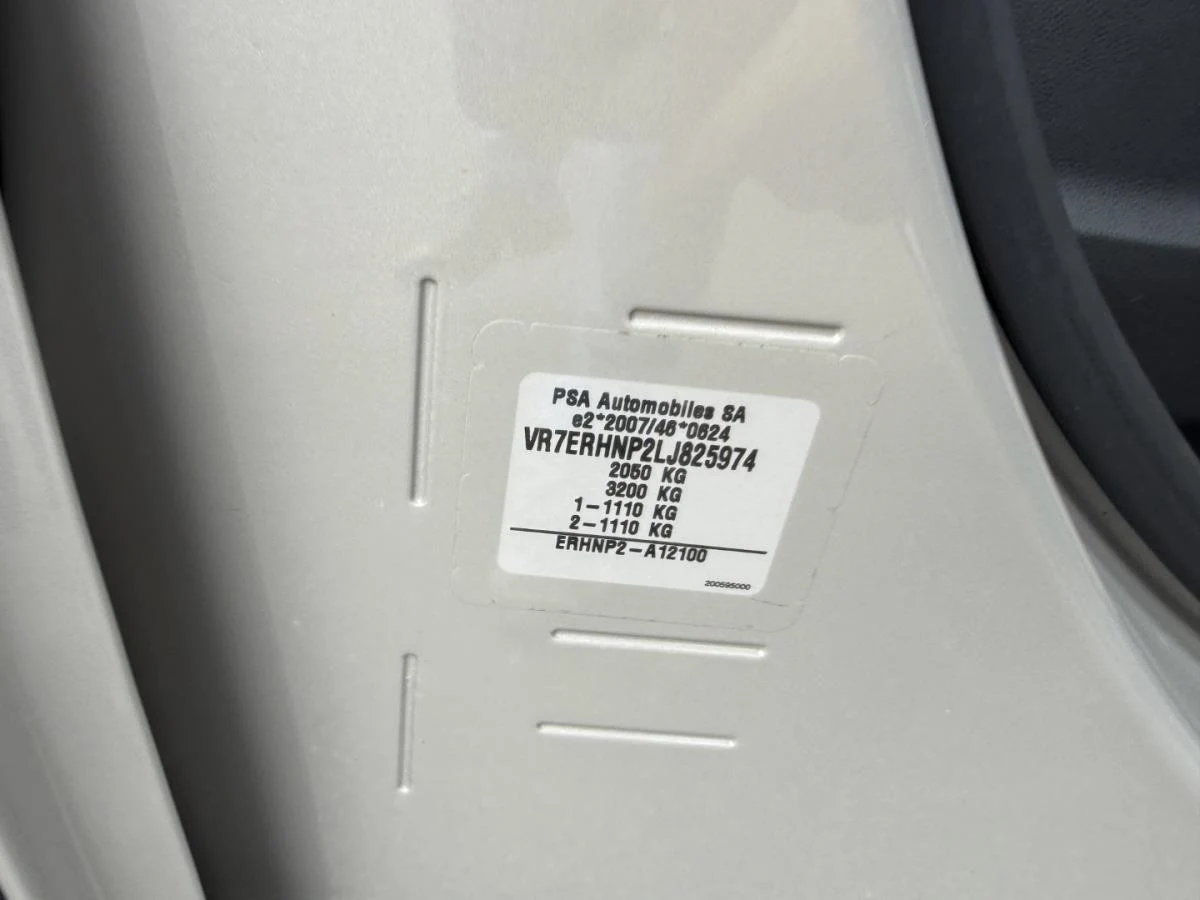 PSA Automobiles SA
e2*2007/46*0624
VR7ERHNP2LJ825974
2050 KG
3200 KG
1-1110 KG
2-1110 KG
ERHNP2-A12100
200595000